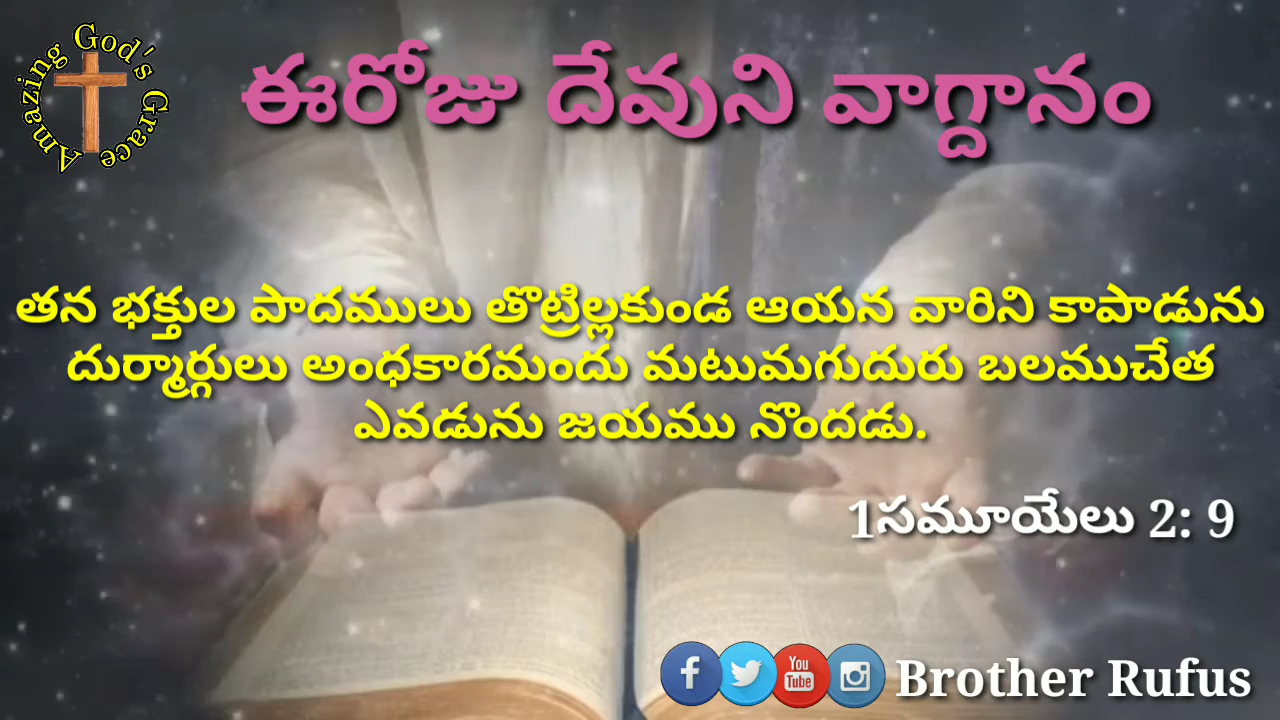 Amazing God's Grace
ఈరోజు దేవుని వాగ్దానం
తన భక్తుల పాదములు తొట్రిల్లకుండ ఆయన వారిని కాపాడును
దుర్మార్గులు అంధకారమందు మటుమగుదురు బలముచేత
ఎవడును జయము నొందడు.
1సమూయేలు 2: 9
You Tube
Brother Rufus